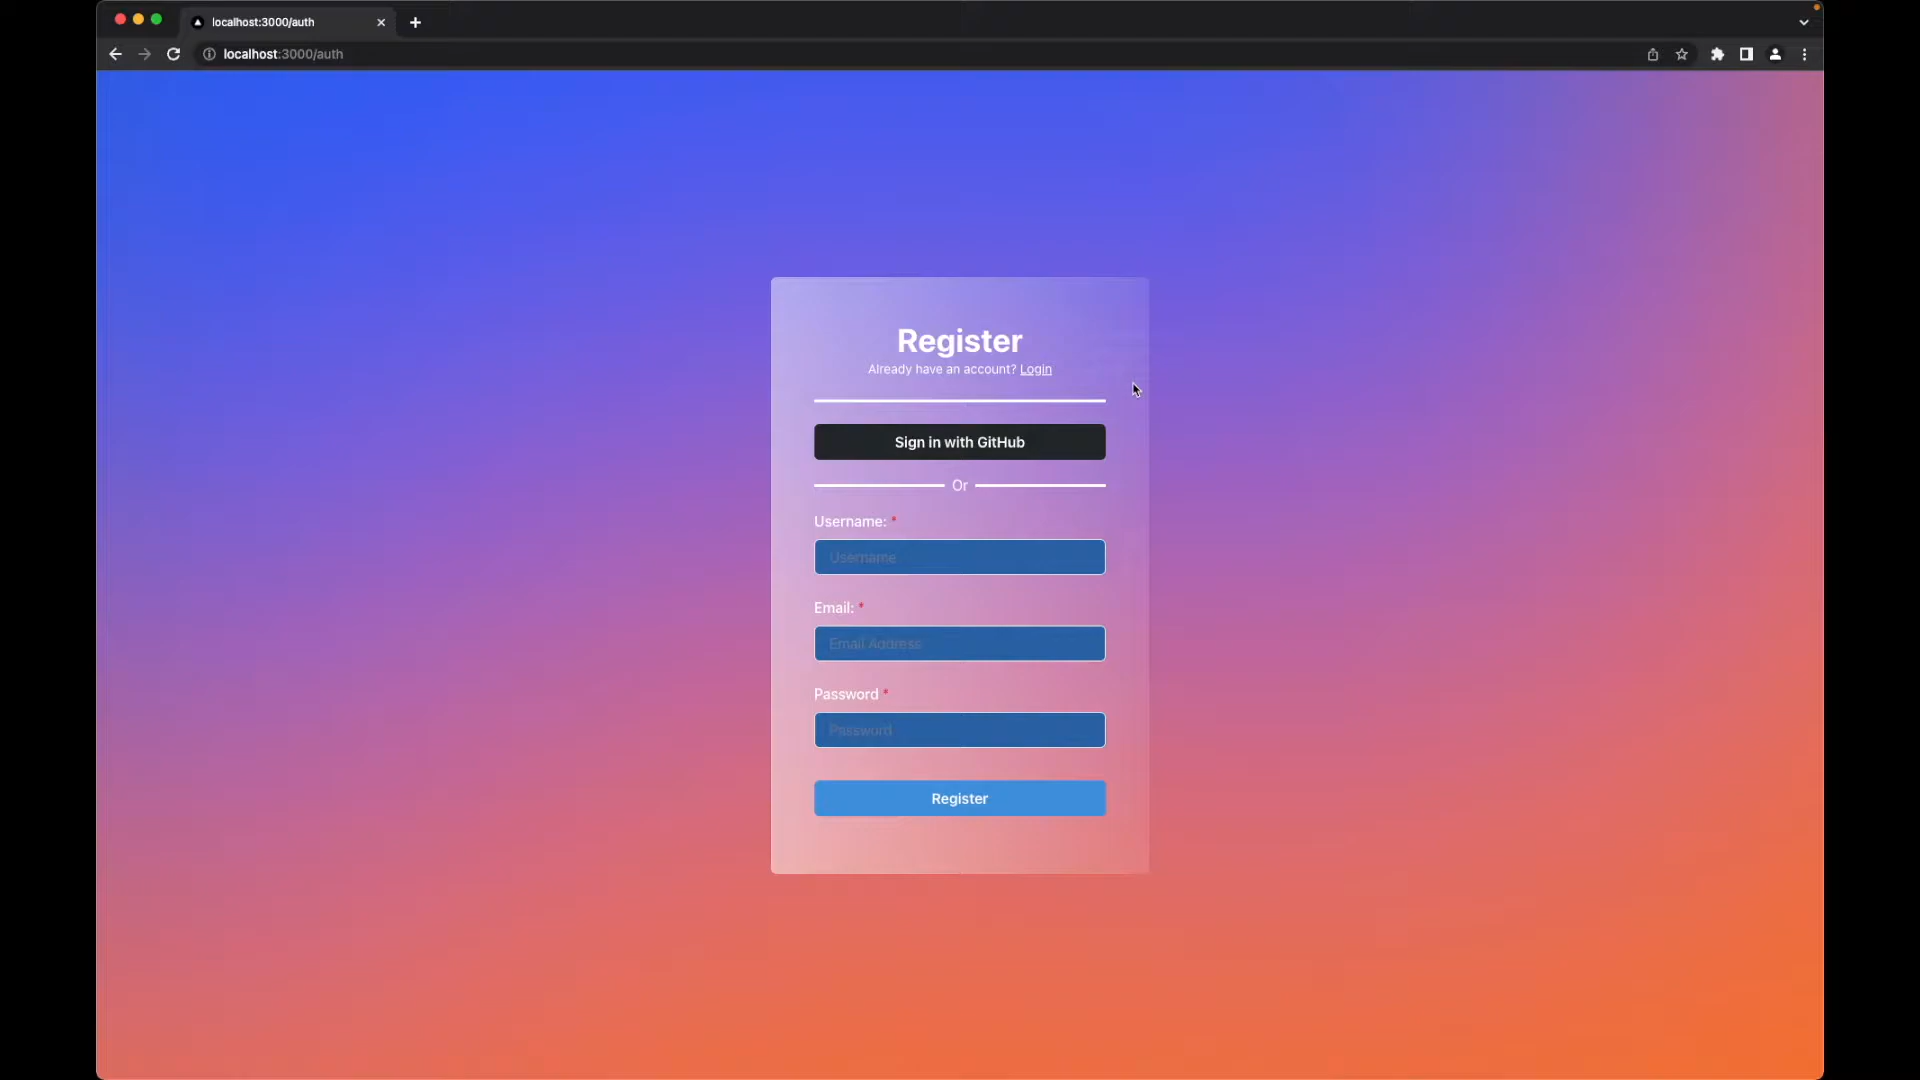 localhost:3000/auth
localhost:3000/auth
Register
Already have an account? Login
Sign in with GitHub
Or
Username: *
Username
Email: *
Email Address
Password *
Password
Register